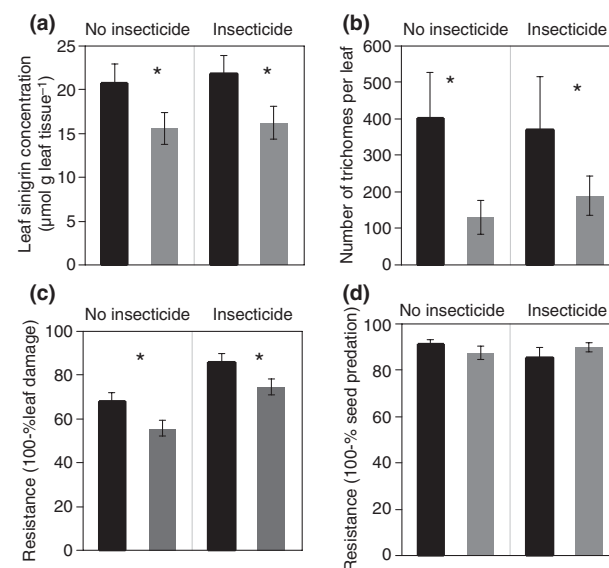 (a)
No insecticide Insecticide
Leaf sinigrin concentration
(μmol g leaf tissue⁻¹)
25
20
15
10
5
0
* *
(b)
No insecticide Insecticide
Number of trichomes per leaf
600
500
400
300
200
100
0
* *
(c)
No insecticide Insecticide
Resistance (100-%leaf damage)
100
80
60
40
20
0
* *
(d)
No insecticide Insecticide
Resistance (100-% seed predation)
100
80
60
40
20
0